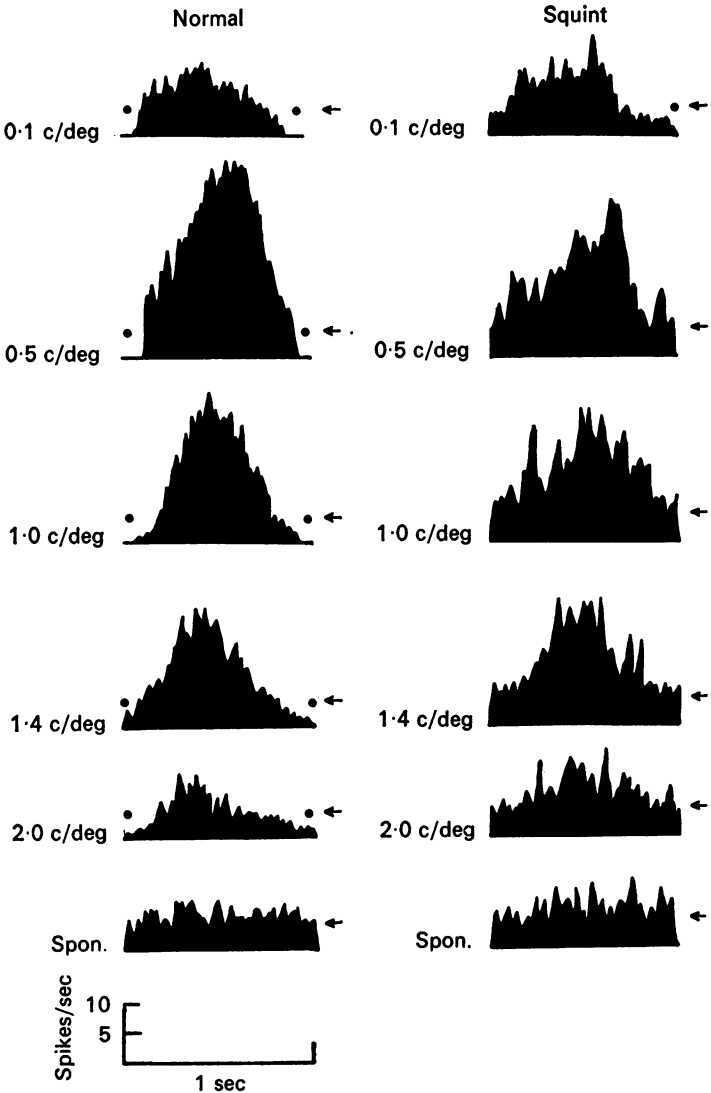 Normal
Squint
0·1 c/deg
0·1 c/deg
0·5 c/deg
0·5 c/deg
1·0 c/deg
1·0 c/deg
1·4 c/deg
1·4 c/deg
2·0 c/deg
2·0 c/deg
Spon.
Spon.
Spikes/sec
10
5
1 sec